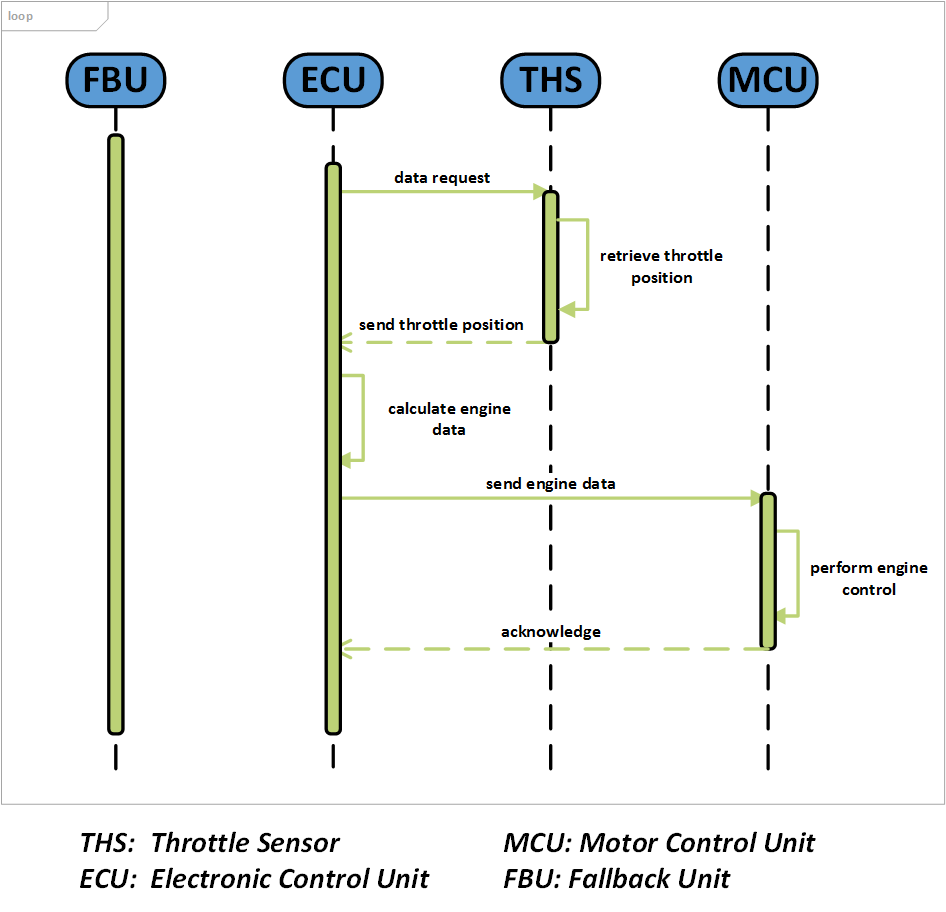 loop
FBU
ECU
THS
MCU
data request
retrieve throttle
position
send throttle position
calculate engine
data
send engine data
perform engine
control
acknowledge
THS: Throttle Sensor
MCU: Motor Control Unit
ECU: Electronic Control Unit
FBU: Fallback Unit